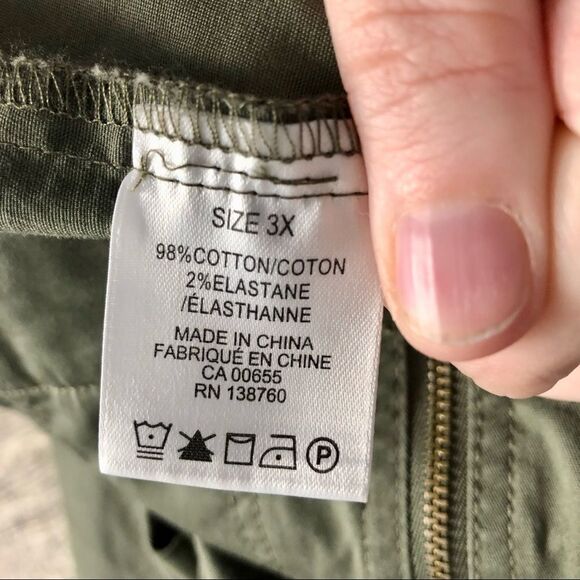 SIZE 3X
98%COTTON/COTON
2%ELASTANE
/ÉLASTHANNE
MADE IN CHINA
FABRIQUÉ EN CHINE
CA 00655
RN 138760
P